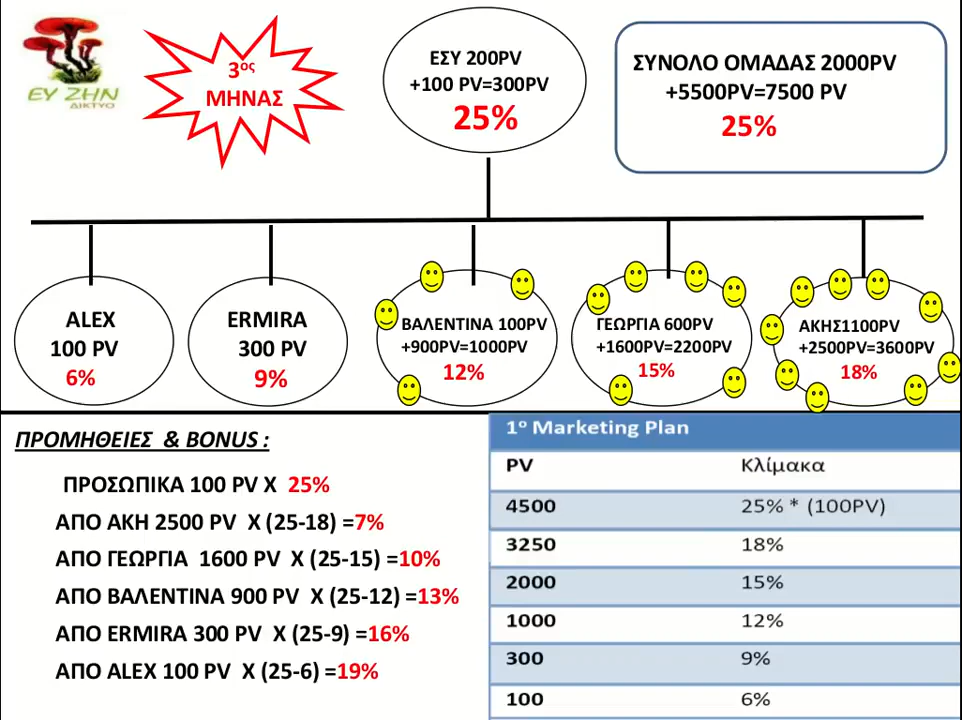 ΕΥ ΖΗΝ
ΔΙΚΤΥΟ
3ος
ΜΗΝΑΣ
ΕΣΥ 200PV
+100 PV=300PV
25%
ΣΥΝΟΛΟ ΟΜΑΔΑΣ 2000PV
+5500PV=7500 PV
25%
ALEX
100 PV
6%
ERMIRA
300 PV
9%
ΒΑΛΕΝΤΙΝΑ 100PV
+900PV=1000PV
12%
ΓΕΩΡΓΙΑ 600PV
+1600PV=2200PV
15%
ΑΚΗΣ1100PV
+2500PV=3600PV
18%
ΠΡΟΜΗΘΕΙΕΣ & BONUS :
ΠΡΟΣΩΠΙΚΑ 100 PV X 25%
ΑΠΟ ΑΚΗ 2500 PV X (25-18) =7%
ΑΠΟ ΓΕΩΡΓΙΑ 1600 PV X (25-15) =10%
ΑΠΟ ΒΑΛΕΝΤΙΝΑ 900 PV X (25-12) =13%
ΑΠΟ ERMIRA 300 PV X (25-9) =16%
ΑΠΟ ALEX 100 PV X (25-6) =19%
1ο Marketing Plan
PV Κλίμακα
4500 25% * (100PV)
3250 18%
2000 15%
1000 12%
300 9%
100 6%